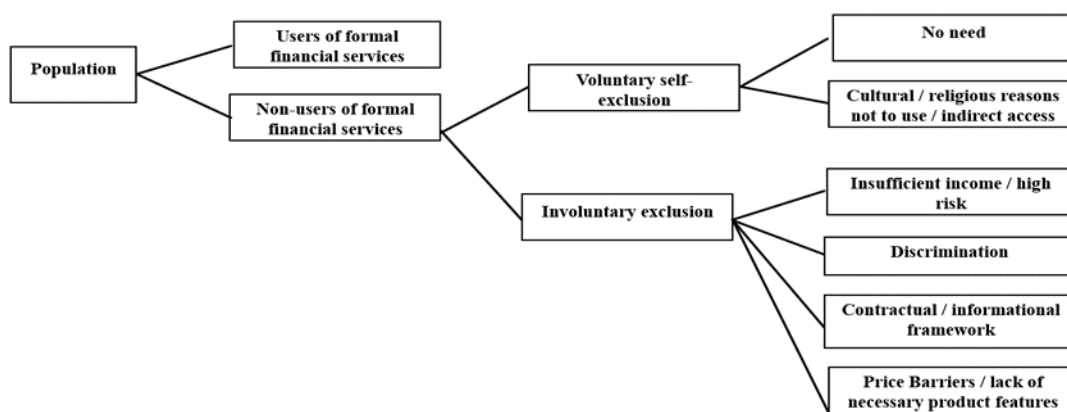 Population
Users of formal
financial services
Non-users of formal
financial services
Voluntary self-
exclusion
Involuntary exclusion
No need
Cultural / religious reasons
not to use / indirect access
Insufficient income / high
risk
Discrimination
Contractual / informational
framework
Price Barriers / lack of
necessary product features